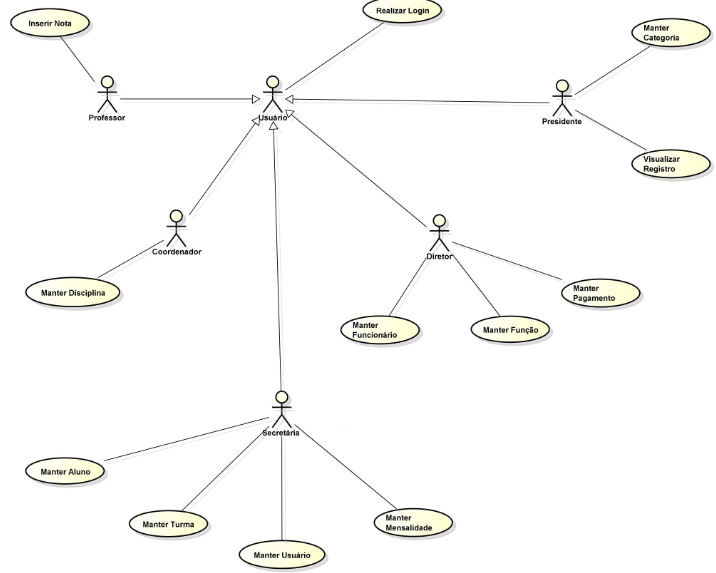 Realizar Login
Inserir Nota
Manter
Categoria
Professor
Usuário
Presidente
Visualizar
Registro
Coordenador
Diretor
Manter Disciplina
Manter
Pagamento
Manter
Funcionário
Manter Função
Secretária
Manter Aluno
Manter Turma
Manter
Mensalidade
Manter Usuário